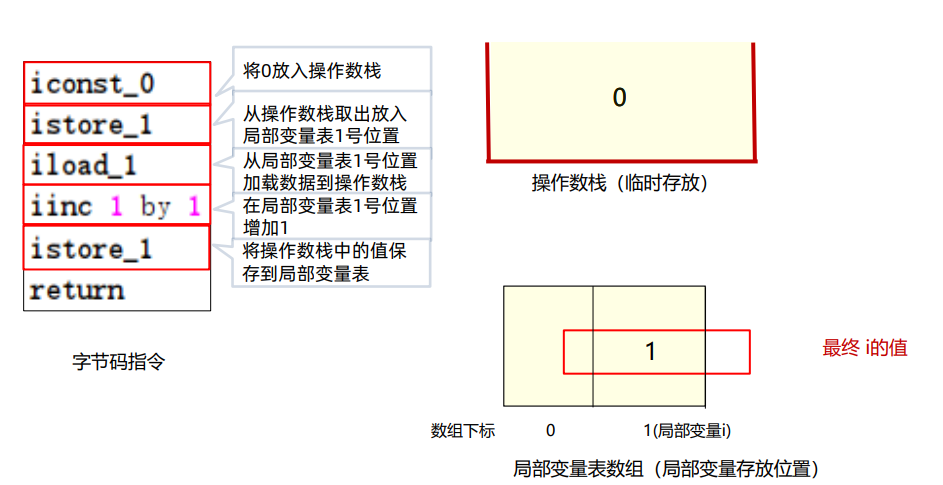 iconst_0
istore_1
iload_1
iinc 1 by 1
istore_1
return
字节码指令
将0放入操作数栈
从操作数栈取出放入
局部变量表1号位置
从局部变量表1号位置
加载数据到操作数栈
在局部变量表1号位置
增加1
将操作数栈中的值保
存到局部变量表
0
操作数栈（临时存放）
1
最终 i的值
数组下标 0 1(局部变量i)
局部变量表数组（局部变量存放位置）